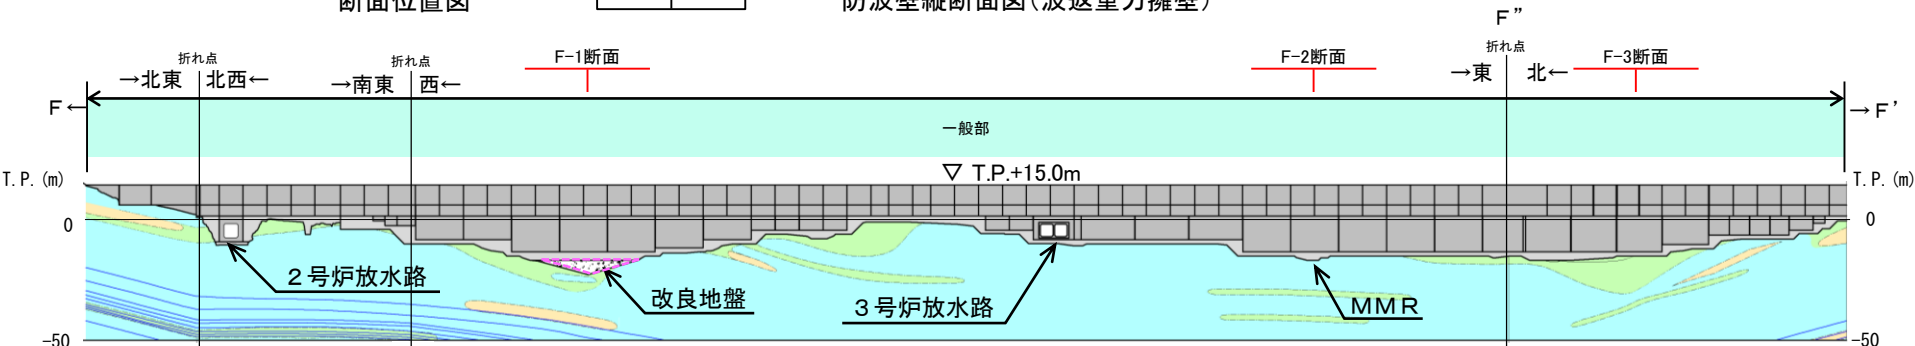 断面位置図
防波壁縦断面図(波返重力擁壁)
F”
折れ点
折れ点
F-1断面
F-2断面
折れ点
F-3断面
→北東
北西←
→南東
西←
→東
北←
F←
→F’
一般部
T.P.(m)
▽ T.P.+15.0m
T.P.(m)
0
0
2号炉放水路
改良地盤
3号炉放水路
MMR
-50
-50